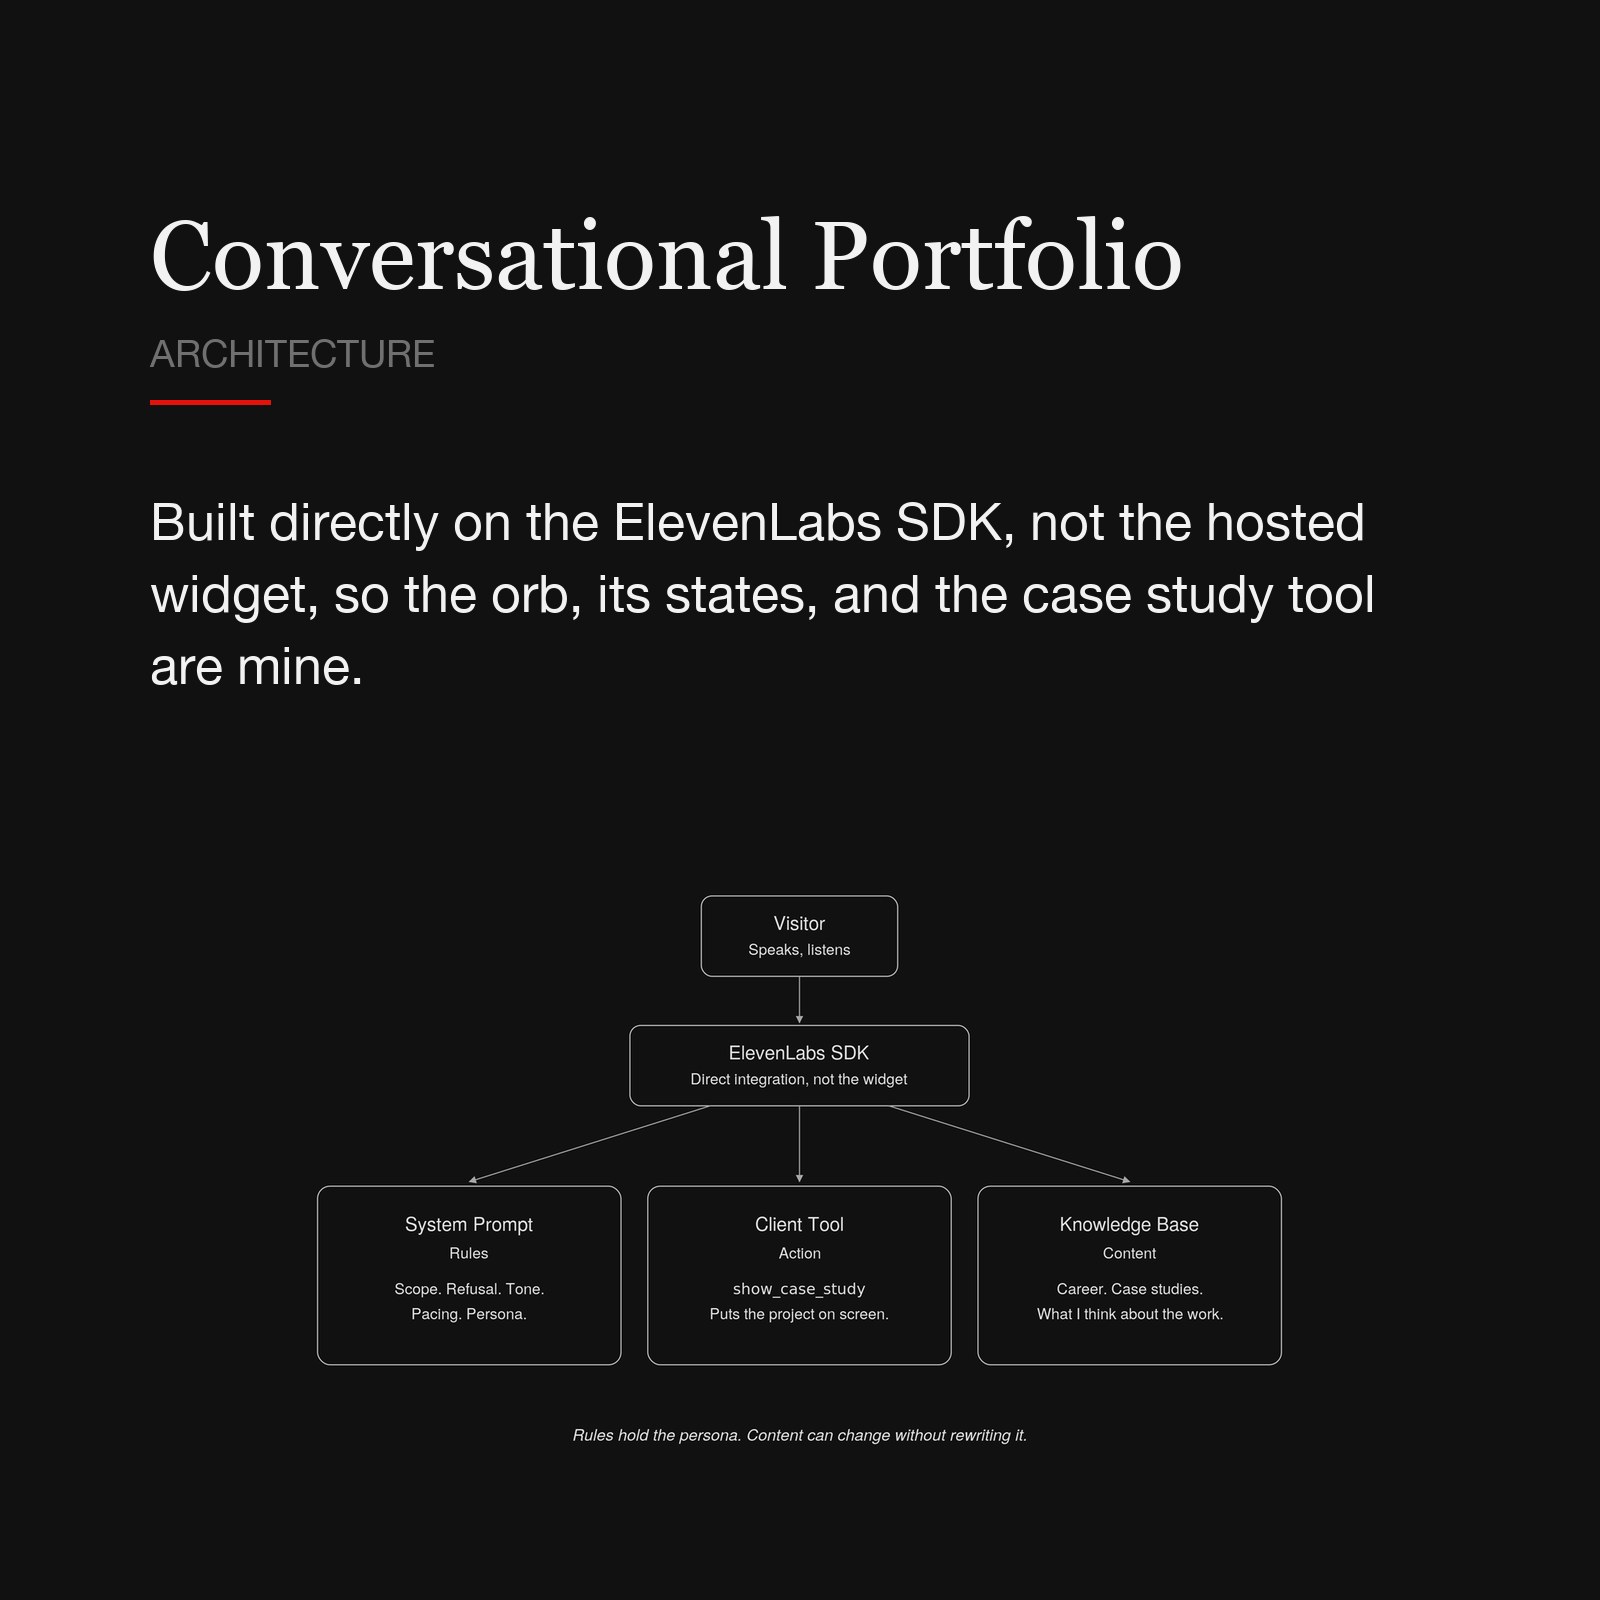 Conversational Portfolio
ARCHITECTURE
Built directly on the ElevenLabs SDK, not the hosted
widget, so the orb, its states, and the case study tool
are mine.
Visitor
Speaks, listens
ElevenLabs SDK
Direct integration, not the widget
System Prompt
Rules
Scope. Refusal. Tone.
Pacing. Persona.
Client Tool
Action
show_case_study
Puts the project on screen.
Knowledge Base
Content
Career. Case studies.
What I think about the work.
Rules hold the persona. Content can change without rewriting it.